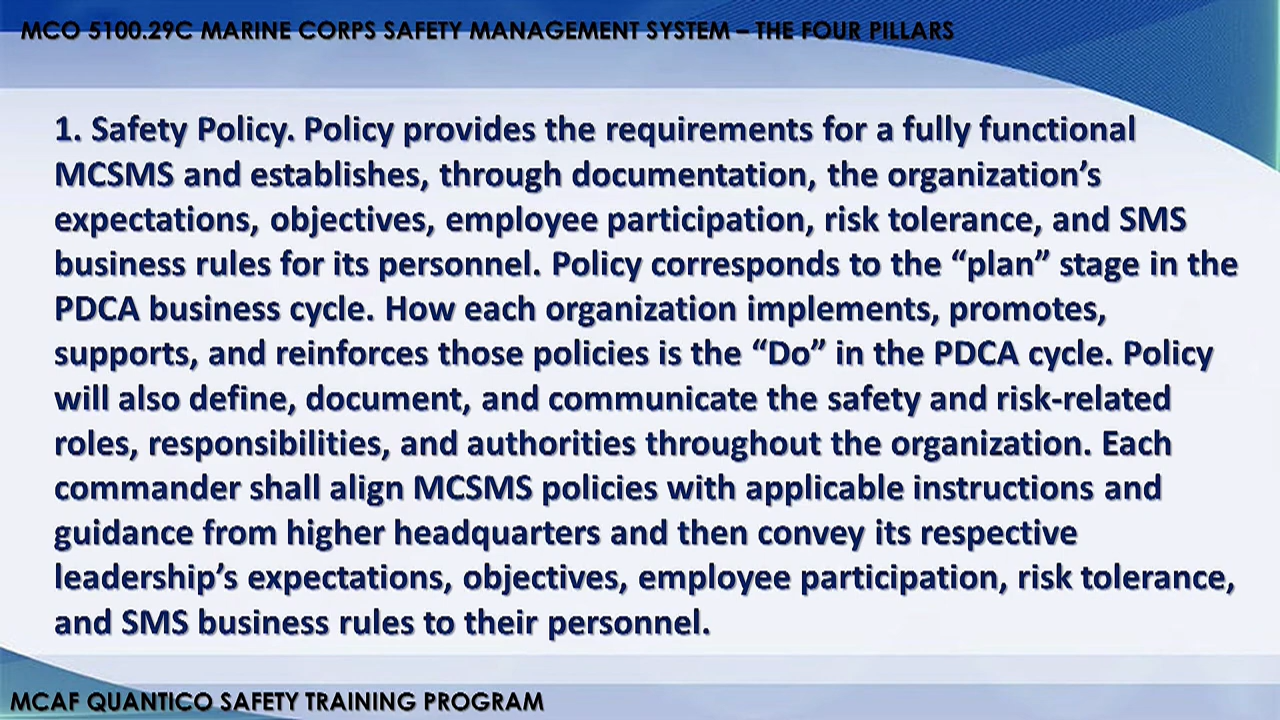 MCO 5100.29C MARINE CORPS SAFETY MANAGEMENT SYSTEM – THE FOUR PILLARS
1. Safety Policy. Policy provides the requirements for a fully functional
MCSMS and establishes, through documentation, the organization’s
expectations, objectives, employee participation, risk tolerance, and SMS
business rules for its personnel. Policy corresponds to the “plan” stage in the
PDCA business cycle. How each organization implements, promotes,
supports, and reinforces those policies is the “Do” in the PDCA cycle. Policy
will also define, document, and communicate the safety and risk-related
roles, responsibilities, and authorities throughout the organization. Each
commander shall align MCSMS policies with applicable instructions and
guidance from higher headquarters and then convey its respective
leadership’s expectations, objectives, employee participation, risk tolerance,
and SMS business rules to their personnel.
MCAF QUANTICO SAFETY TRAINING PROGRAM